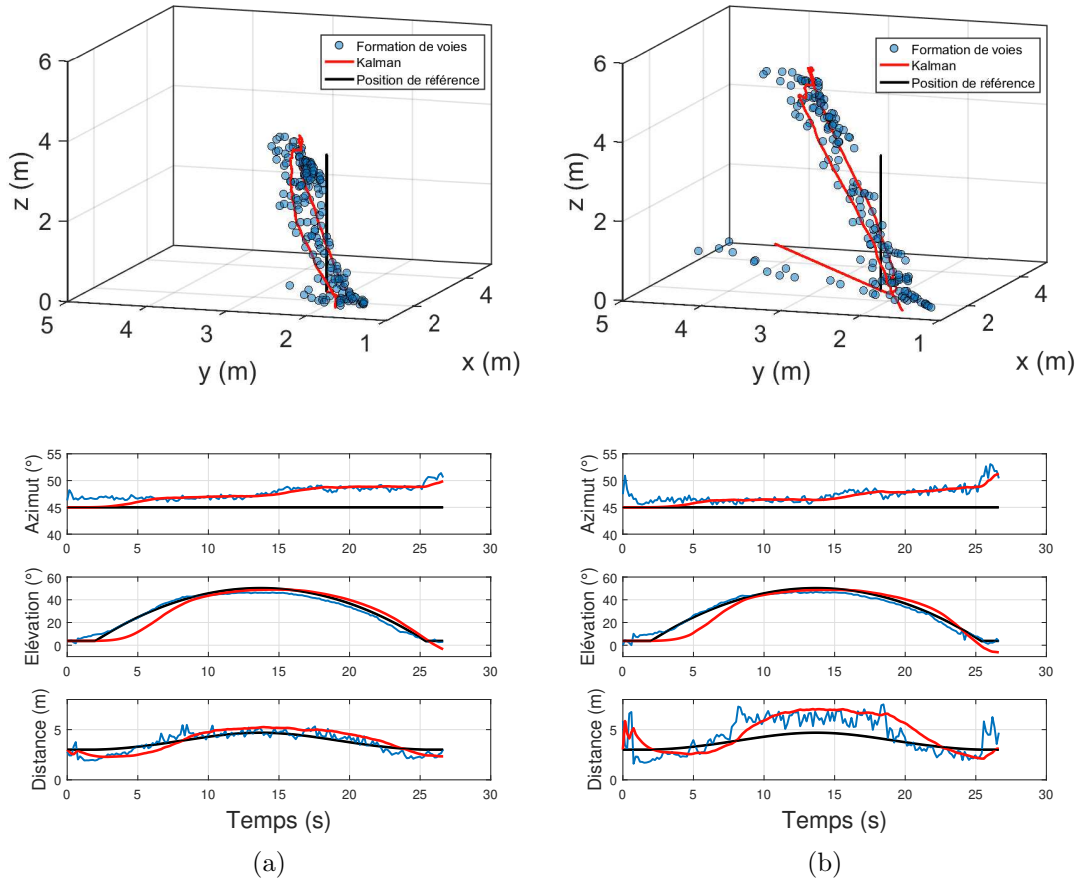 Formation de voies
Kalman
Position de référence
6
4
2
0
z (m)
5
4
3
2
1
y (m)
2
4
x (m)
Formation de voies
Kalman
Position de référence
6
4
2
0
z (m)
5
4
3
2
1
y (m)
2
4
x (m)
Azimut (°)
55
50
45
40
0 5 10 15 20 25 30
Elévation (°)
60
40
20
0
0 5 10 15 20 25 30
Distance (m)
5
0
0 5 10 15 20 25 30
Temps (s)
(a)
Azimut (°)
55
50
45
40
0 5 10 15 20 25 30
Elévation (°)
60
40
20
0
0 5 10 15 20 25 30
Distance (m)
5
0
0 5 10 15 20 25 30
Temps (s)
(b)